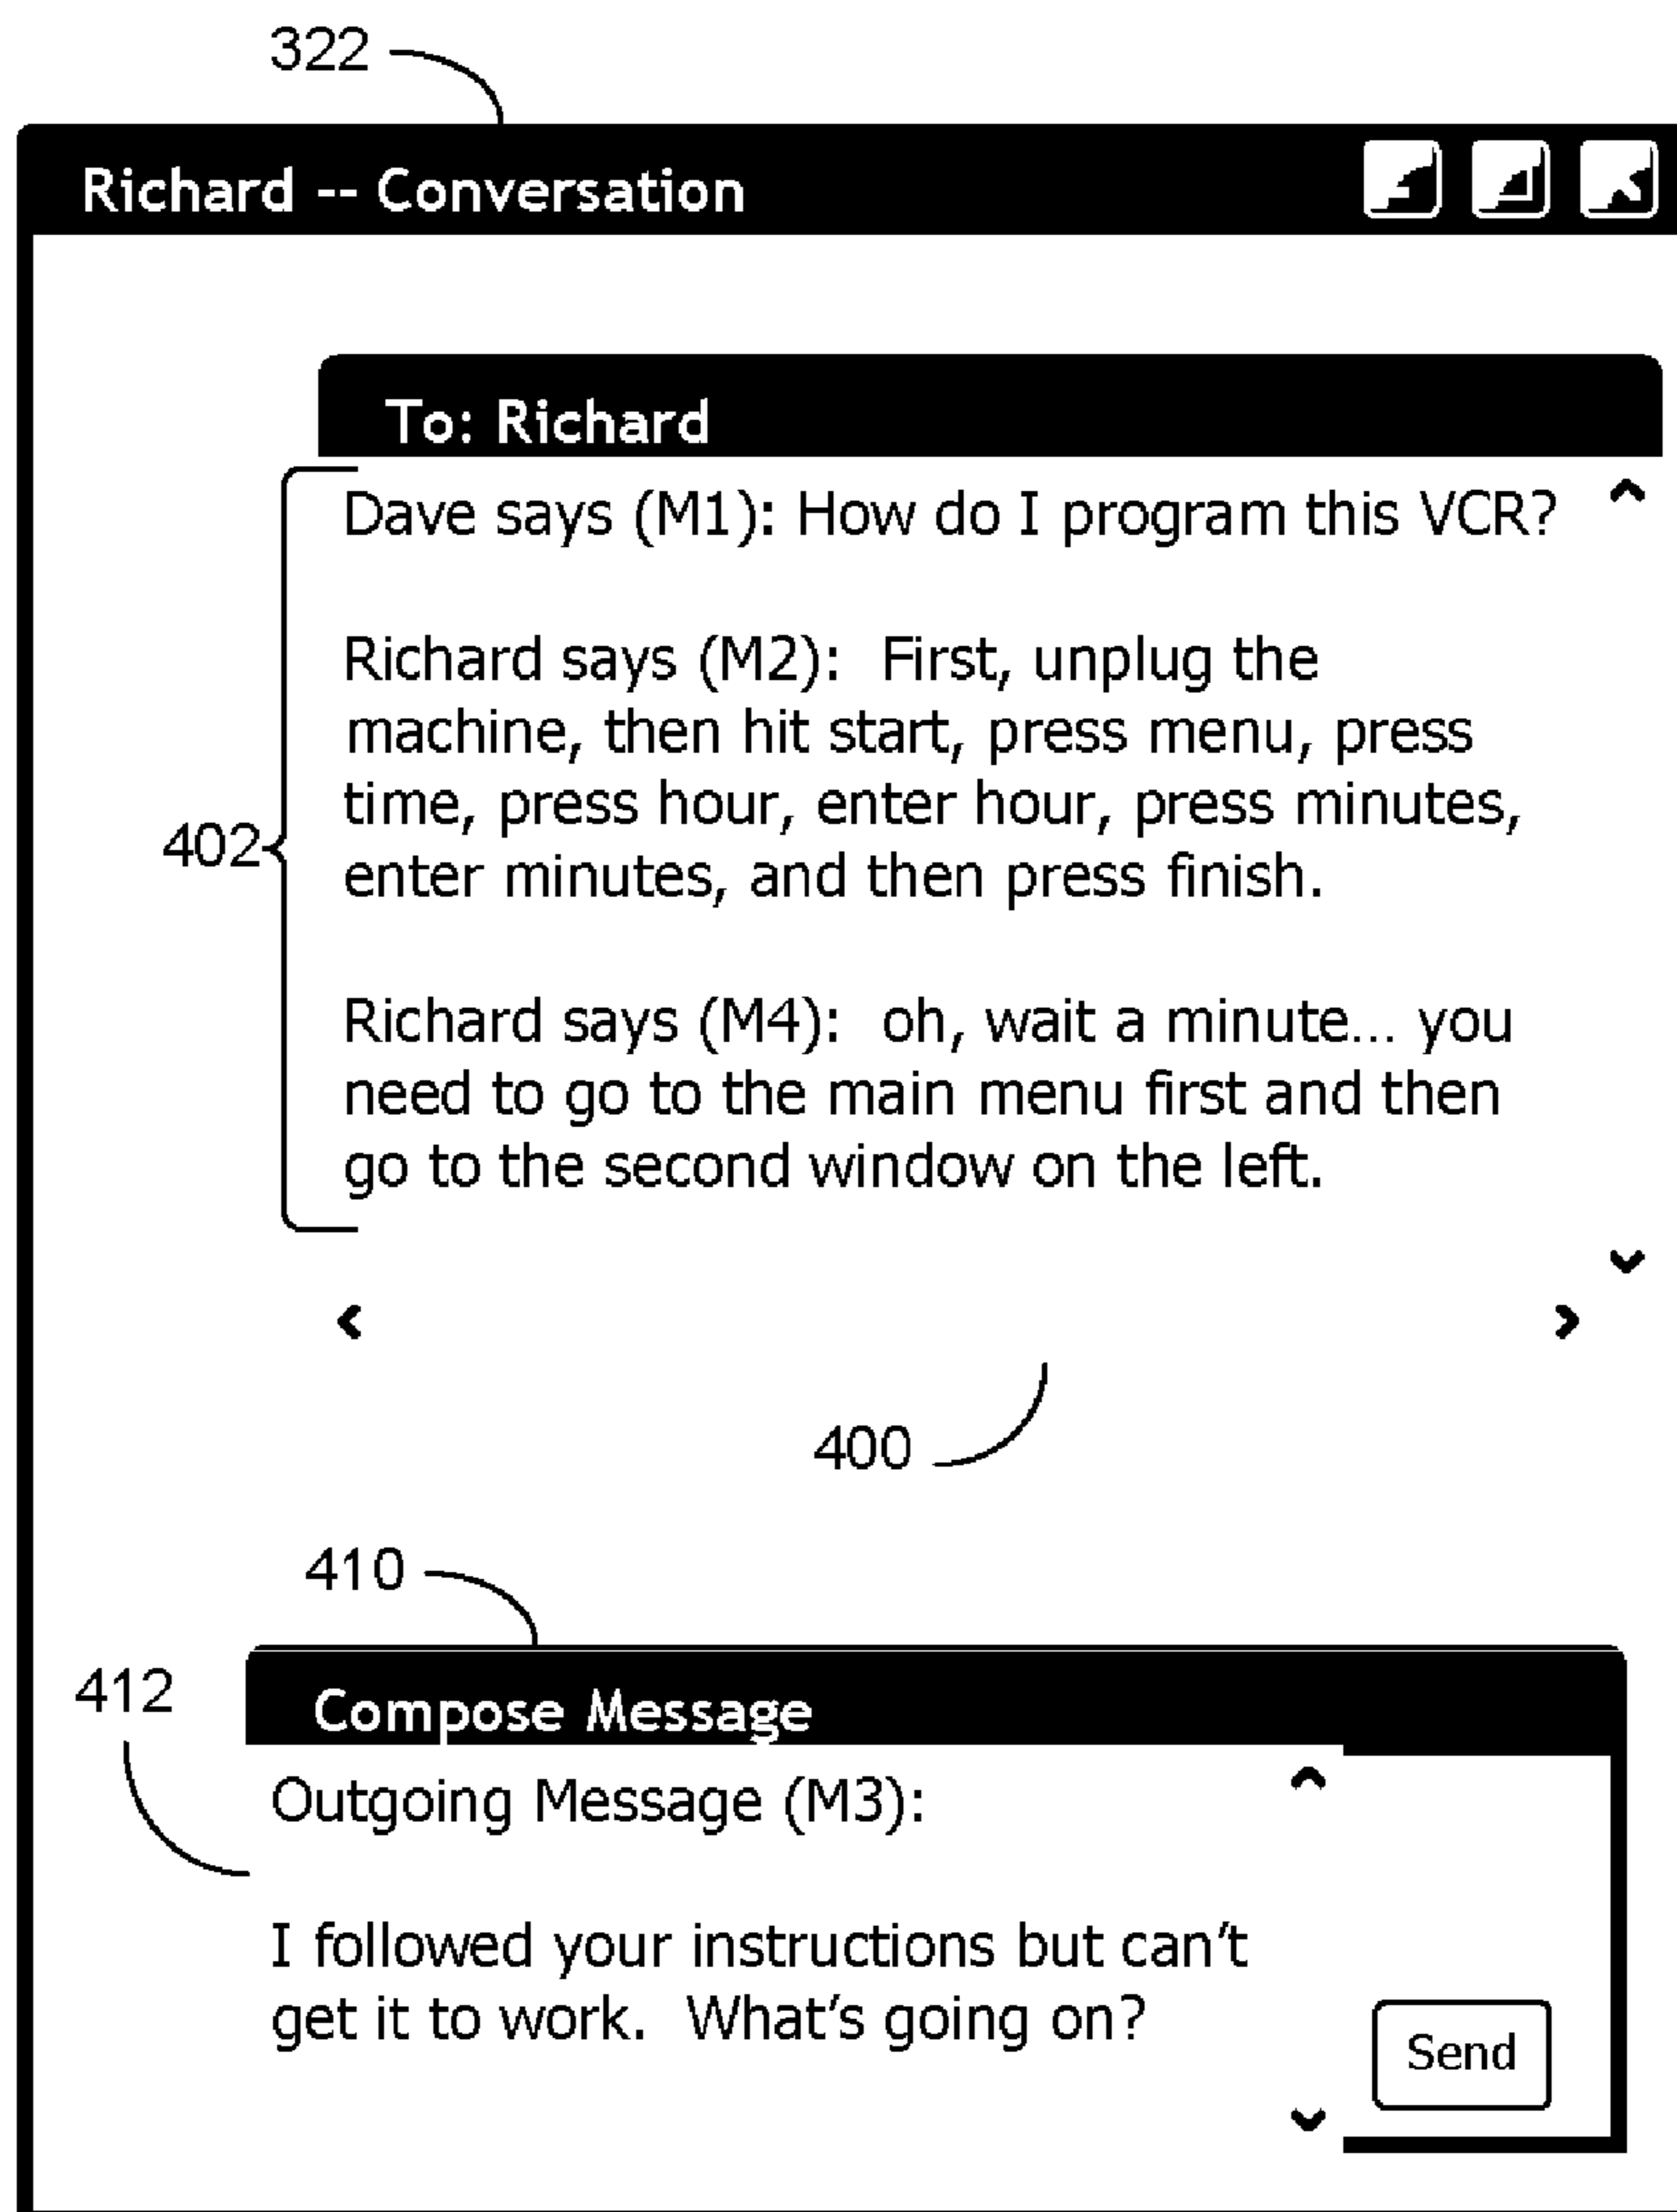 322
Richard -- Conversation
To: Richard
Dave says (M1): How do I program this VCR?
Richard says (M2):  First, unplug the
machine, then hit start, press menu, press
time, press hour, enter hour, press minutes,
402
enter minutes, and then press finish.
Richard says (M4):  oh, wait a minute... you
need to go to the main menu first and then
go to the second window on the left.
400
410
412
Compose Message
Outgoing Message (M3):
I followed your instructions but can't
get it to work.  What's going on?
Send